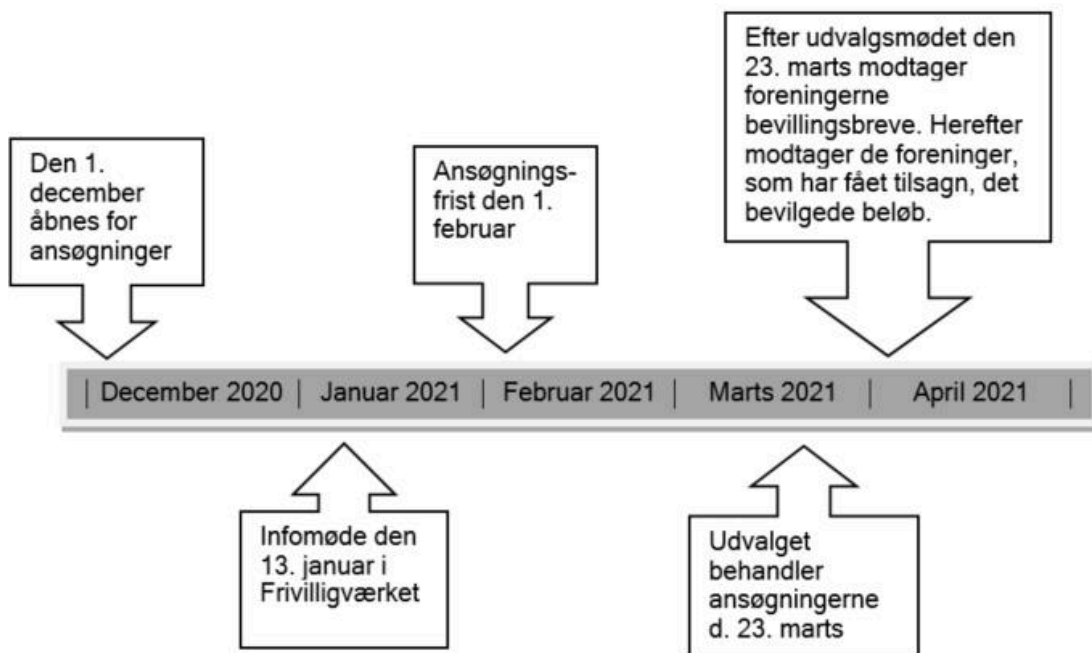 Den 1.
december
åbnes for
ansøgninger
Ansøgnings-
frist den 1.
februar
Efter udvalgsmødet den
23. marts modtager
foreningerne
bevillingsbreve. Herefter
modtager de foreninger,
som har fået tilsagn, det
bevilgede beløb.
| December 2020 | Januar 2021 | Februar 2021 | Marts 2021 | April 2021 |
Infomøde den
13. januar i
Frivilligværket
Udvalget
behandler
ansøgningerne
d. 23. marts